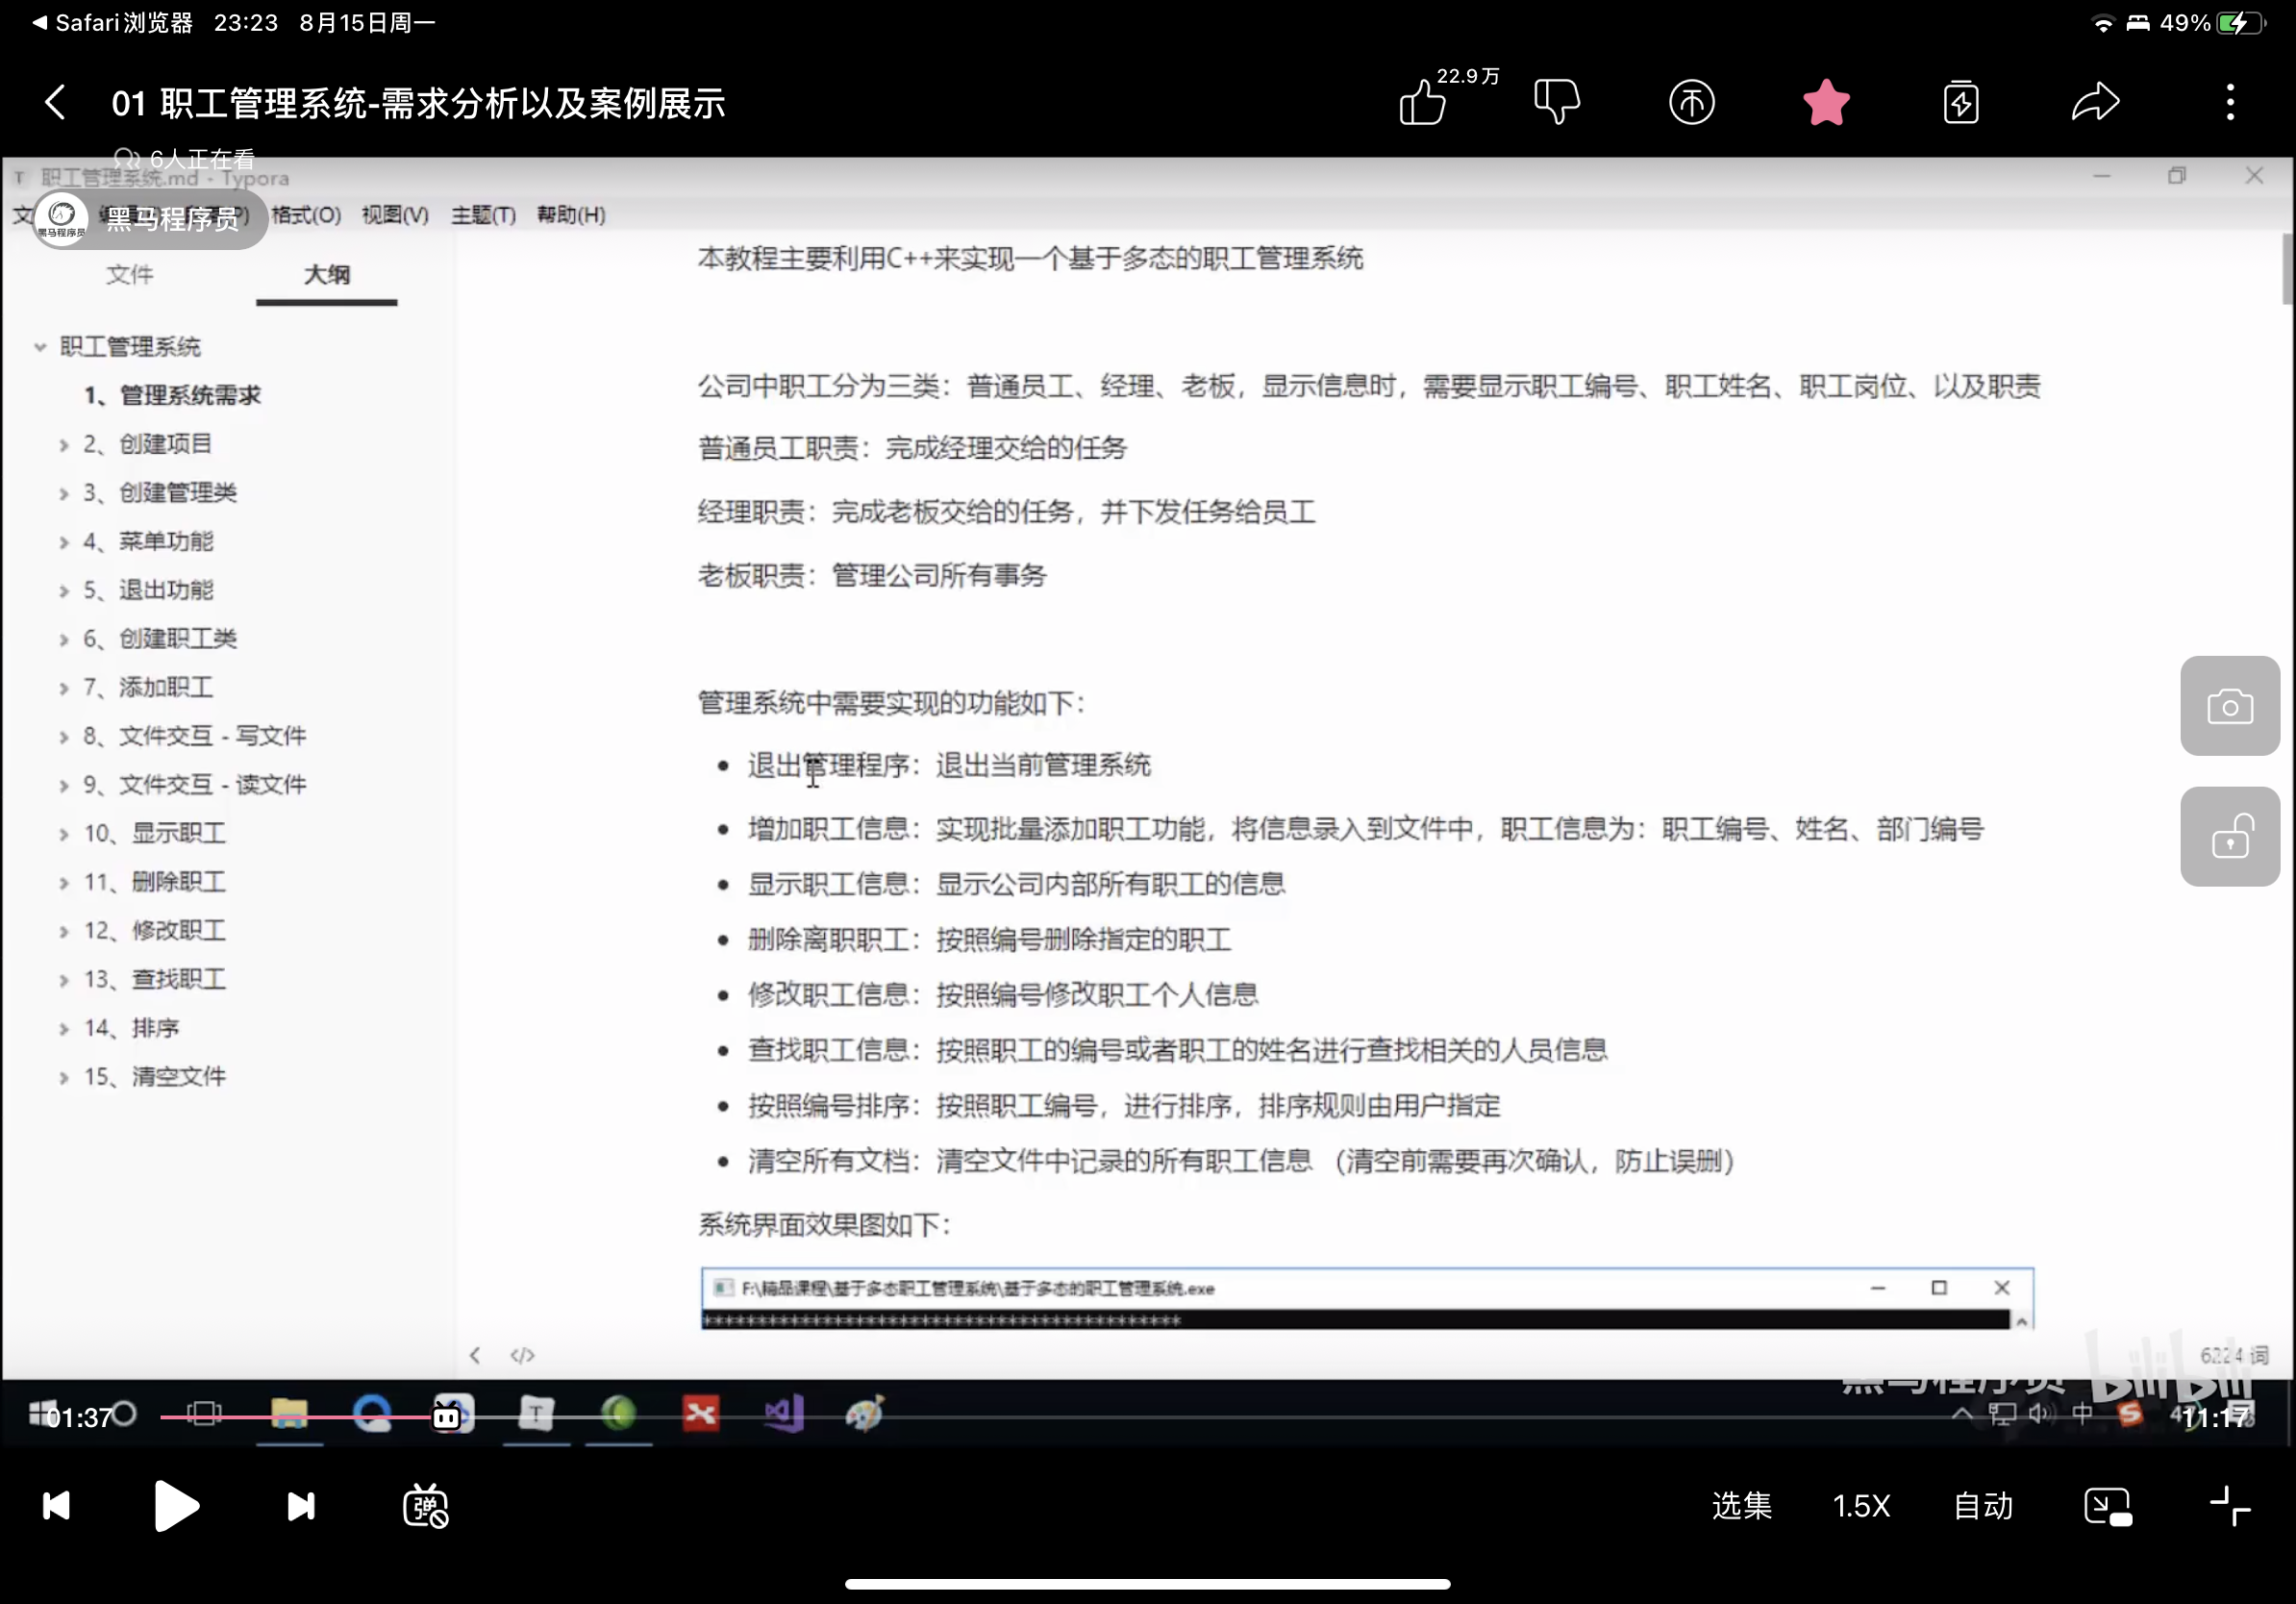 Safari浏览器 23:23 8月15日周一
49%
01 职工管理系统-需求分析以及案例展示
22.9万
6人正在看
职工管理系统.md - Typora
黑马程序员
格式(O) 视图(V) 主题(T) 帮助(H)
文件 大纲
职工管理系统
1、管理系统需求
2、创建项目
3、创建管理类
4、菜单功能
5、退出功能
6、创建职工类
7、添加职工
8、文件交互 - 写文件
9、文件交互 - 读文件
10、显示职工
11、删除职工
12、修改职工
13、查找职工
14、排序
15、清空文件
本教程主要利用C++来实现一个基于多态的职工管理系统
公司中职工分为三类：普通员工、经理、老板，显示信息时，需要显示职工编号、职工姓名、职工岗位、以及职责
普通员工职责：完成经理交给的任务
经理职责：完成老板交给的任务，并下发任务给员工
老板职责：管理公司所有事务
管理系统中需要实现的功能如下：
退出管理程序：退出当前管理系统
增加职工信息：实现批量添加职工功能，将信息录入到文件中，职工信息为：职工编号、姓名、部门编号
显示职工信息：显示公司内部所有职工的信息
删除离职职工：按照编号删除指定的职工
修改职工信息：按照编号修改职工个人信息
查找职工信息：按照职工的编号或者职工的姓名进行查找相关的人员信息
按照编号排序：按照职工编号，进行排序，排序规则由用户指定
清空所有文档：清空文件中记录的所有职工信息 （清空前需要再次确认，防止误删）
系统界面效果图如下：
F:\精品课程\基于多态职工管理系统\基于多态的职工管理系统.exe
6224 词
黑马程序员 bilibili
01:37
中
11:17
弹
选集 1.5X 自动